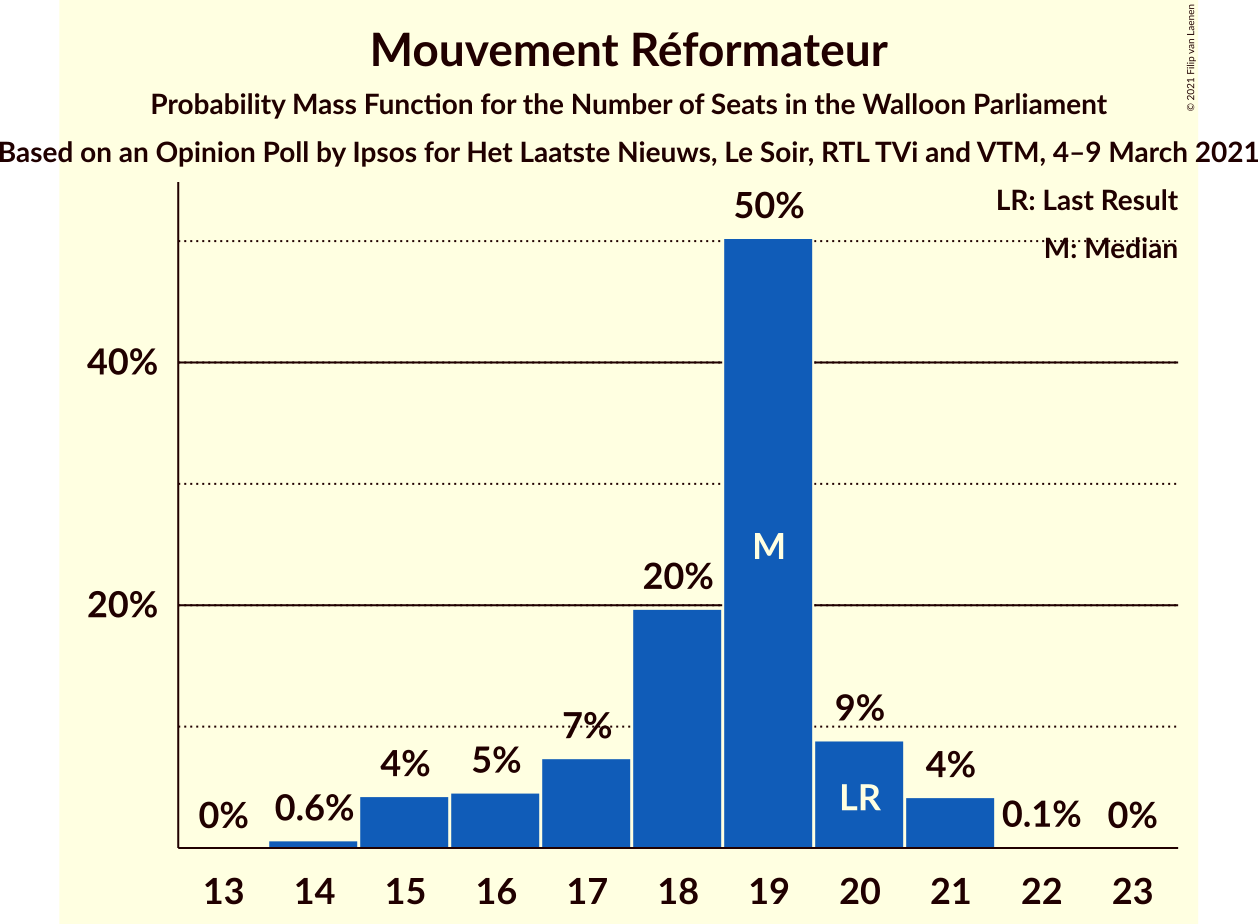 Mouvement Réformateur
Probability Mass Function for the Number of Seats in the Walloon Parliament
Based on an Opinion Poll by Ipsos for Het Laatste Nieuws, Le Soir, RTL TVi and VTM, 4–9 March 2021
© 2021 Filip van Laenen
LR: Last Result
M: Median
50%
40%
M
20%
20%
9%
7%
4%
5%
4%
LR
0%
0.6%
0.1%
0%
13 14 15 16 17 18 19 20 21 22 23